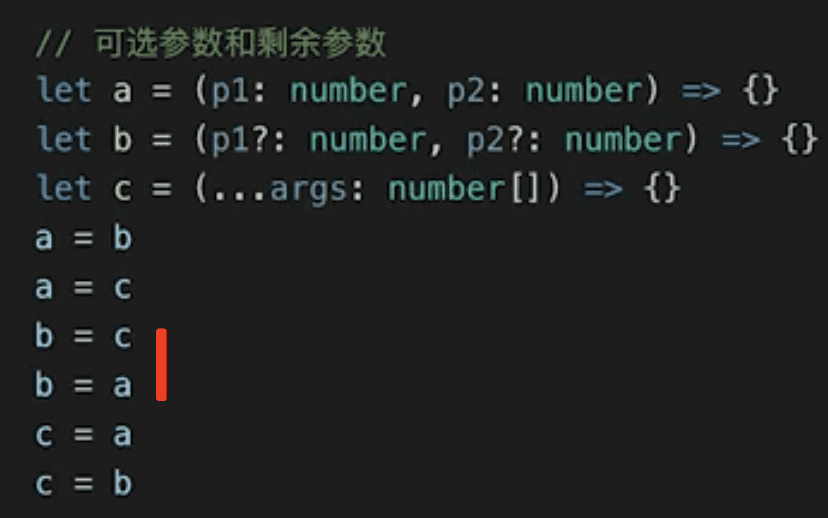 // 可选参数和剩余参数
let a = (p1: number, p2: number) => {}
let b = (p1?: number, p2?: number) => {}
let c = (...args: number[]) => {}
a = b
a = c
b = c
b = a
c = a
c = b